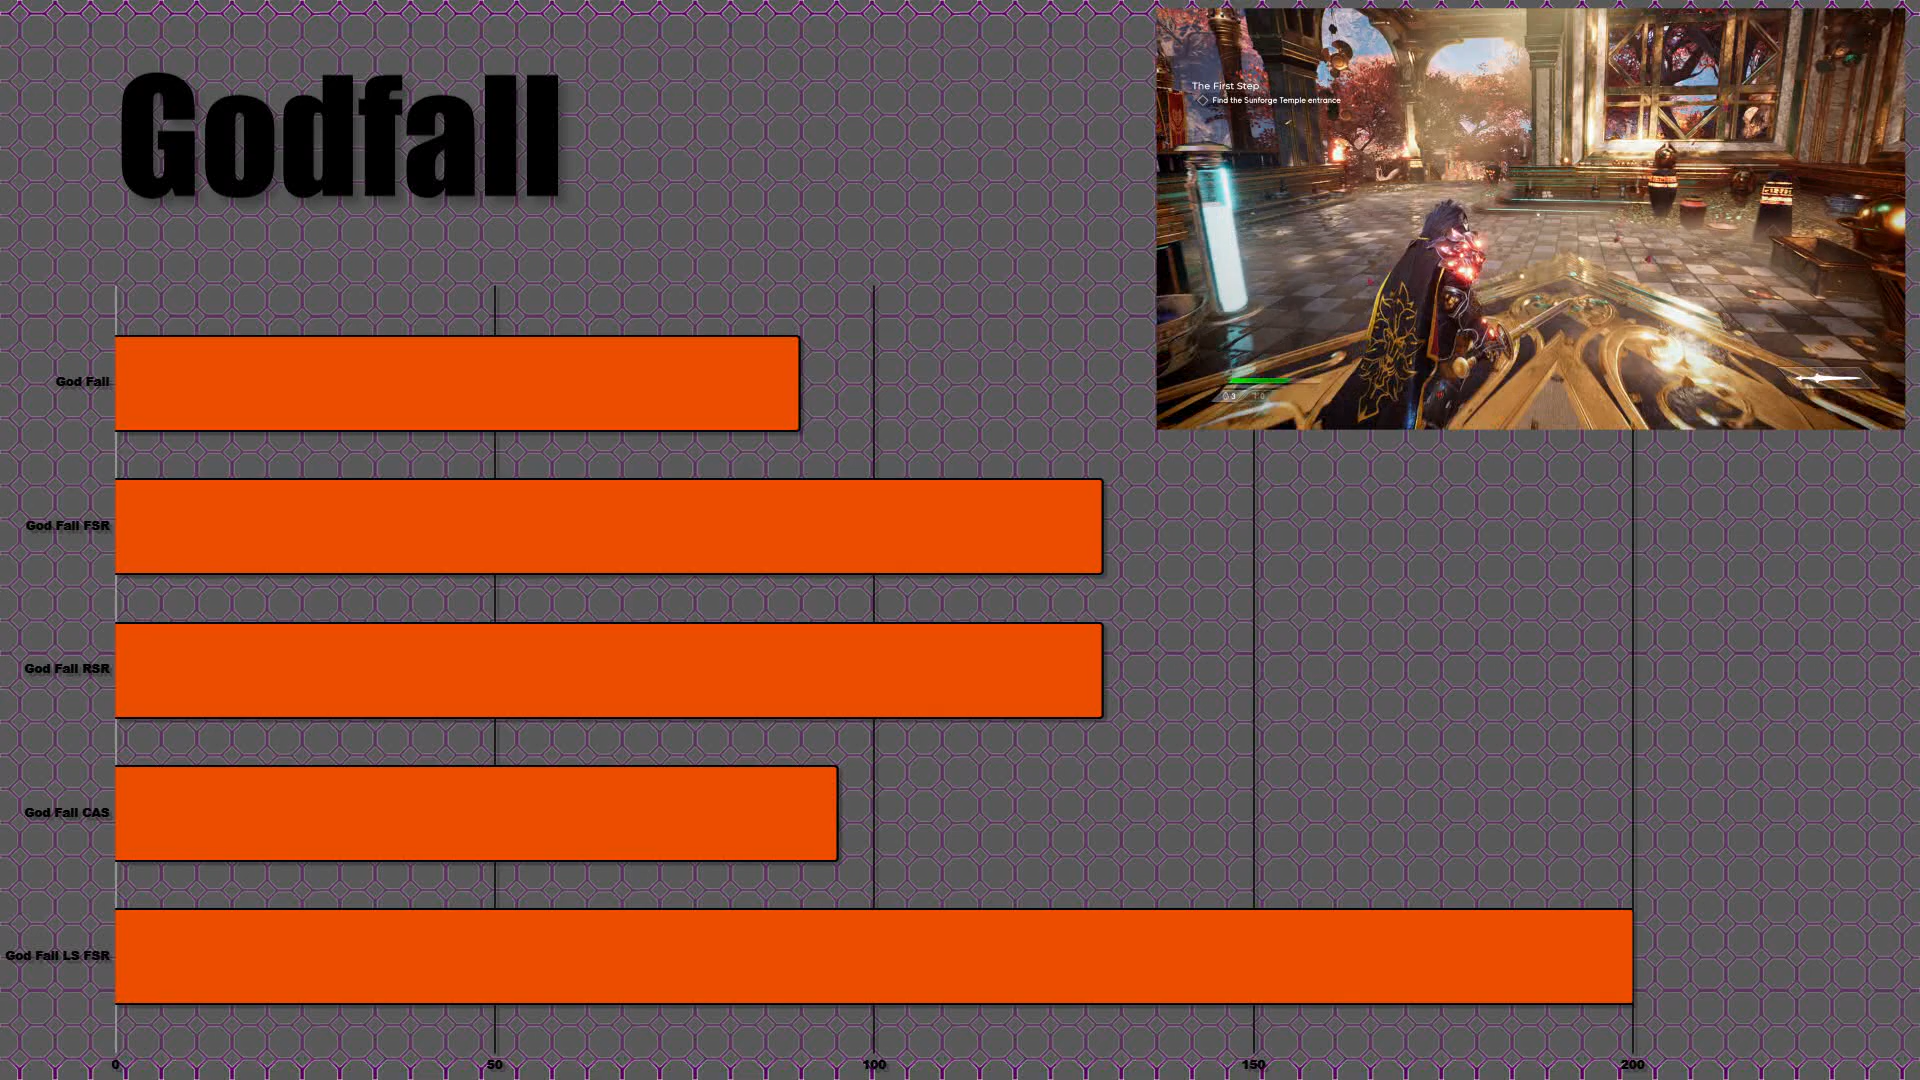 Godfall
The First Step
Find the Sunforge Temple entrance
3
God Fall
God Fall FSR
God Fall RSR
God Fall CAS
God Fall LS FSR
0 50 100 150 200